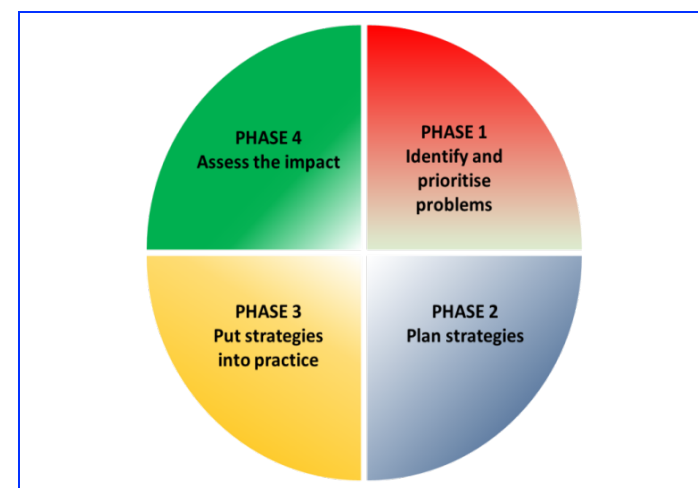 PHASE 1
Identify and
prioritise
problems
PHASE 2
Plan strategies
PHASE 3
Put strategies
into practice
PHASE 4
Assess the impact